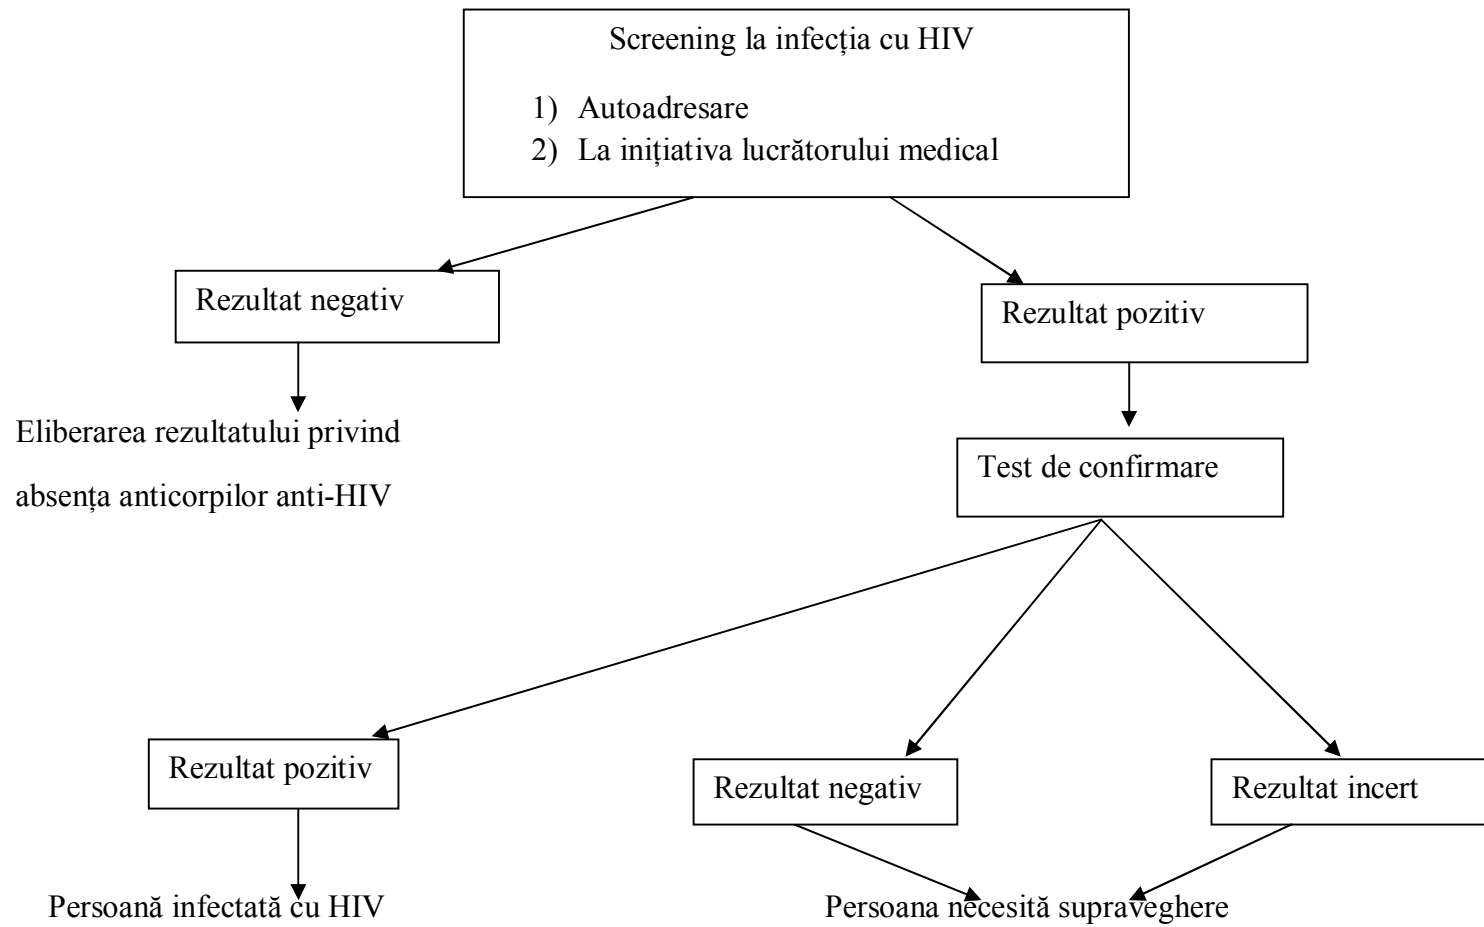 Screening la infecția cu HIV
1) Autoadresare
2) La inițiativa lucrătorului medical
Rezultat negativ
Rezultat pozitiv
Eliberarea rezultatului privind
absența anticorpilor anti-HIV
Test de confirmare
Rezultat pozitiv
Rezultat negativ
Rezultat incert
Persoană infectată cu HIV
Persoana necesită supraveghere